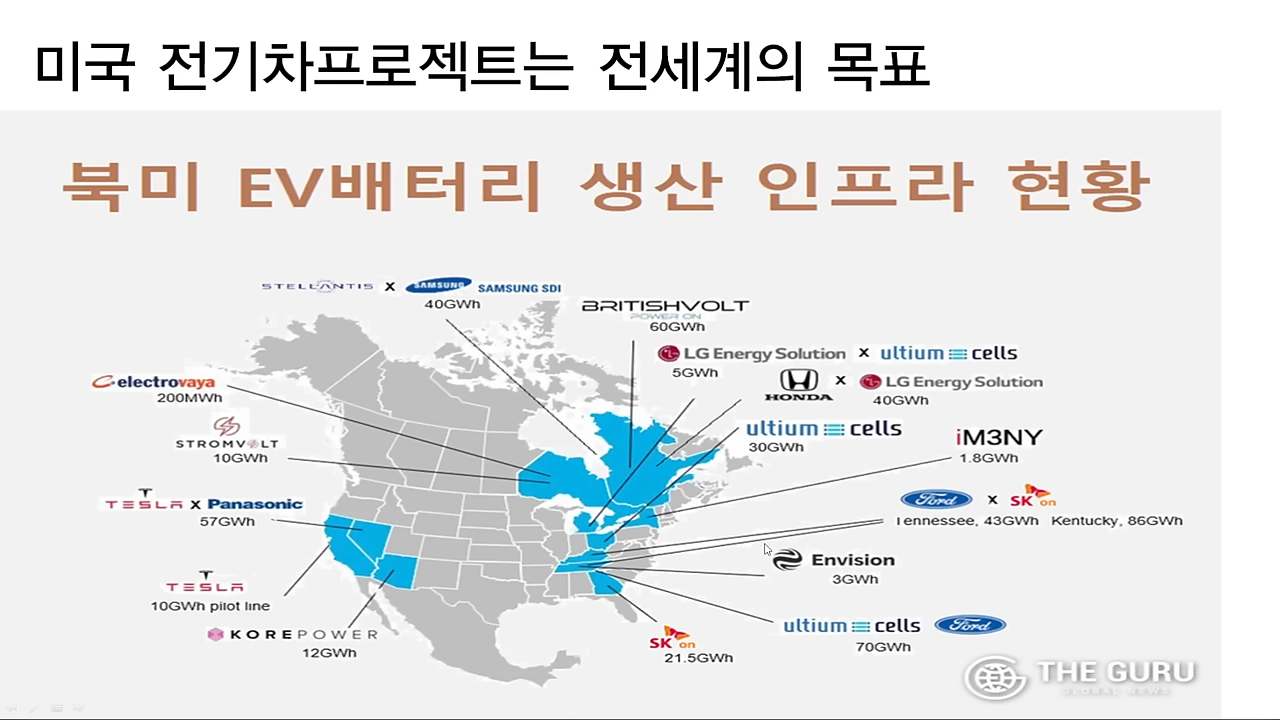 미국 전기차프로젝트는 전세계의 목표
북미 EV배터리 생산 인프라 현황
STELLANTIS x SAMSUNG SAMSUNG SDI
40GWh
BRITISHVOLT
POWER ON
60GWh
LG Energy Solution x ultium cells
5GWh
HONDA x LG Energy Solution
40GWh
electrovaya
200MWh
ultium cells
30GWh
STROMVOLT
10GWh
iM3NY
1.8GWh
TESLA x Panasonic
57GWh
Ford x SK on
Tennessee, 43GWh Kentucky, 86GWh
Envision
3GWh
TESLA
10GWh pilot line
KOREPOWER
12GWh
SK on
21.5GWh
ultium cells Ford
70GWh
THE GURU
GLOBAL NEWS